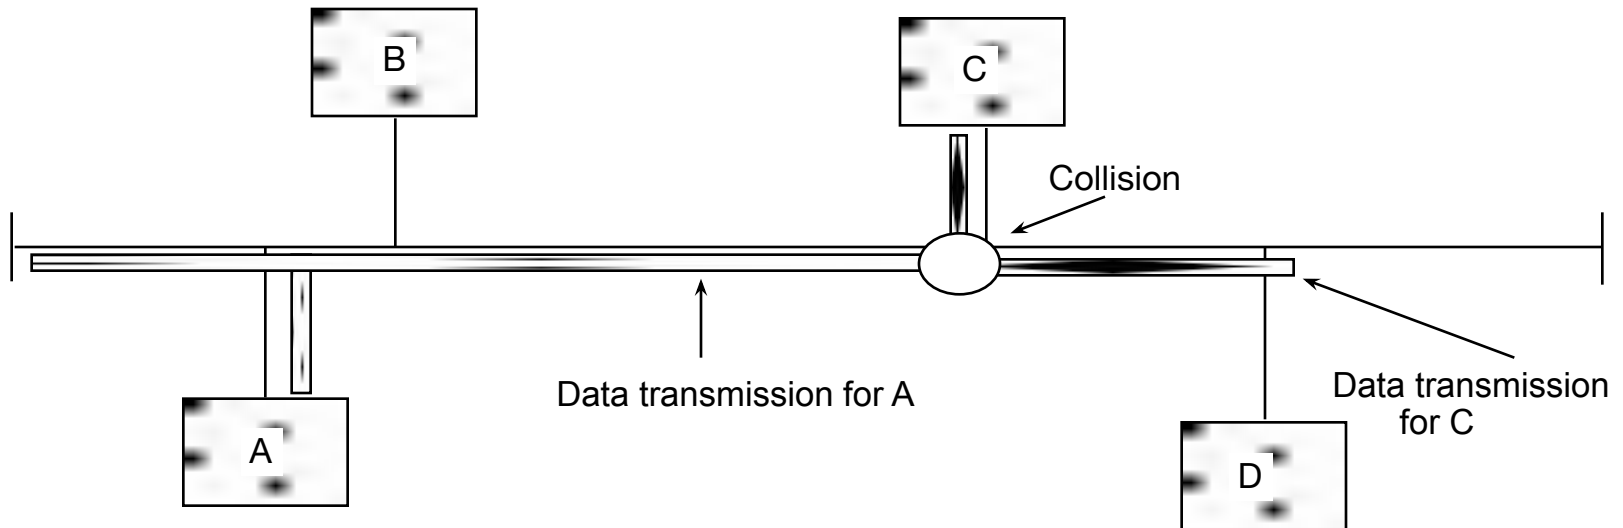 B
C
Collision
Data transmission for A
Data transmission
for C
A
D